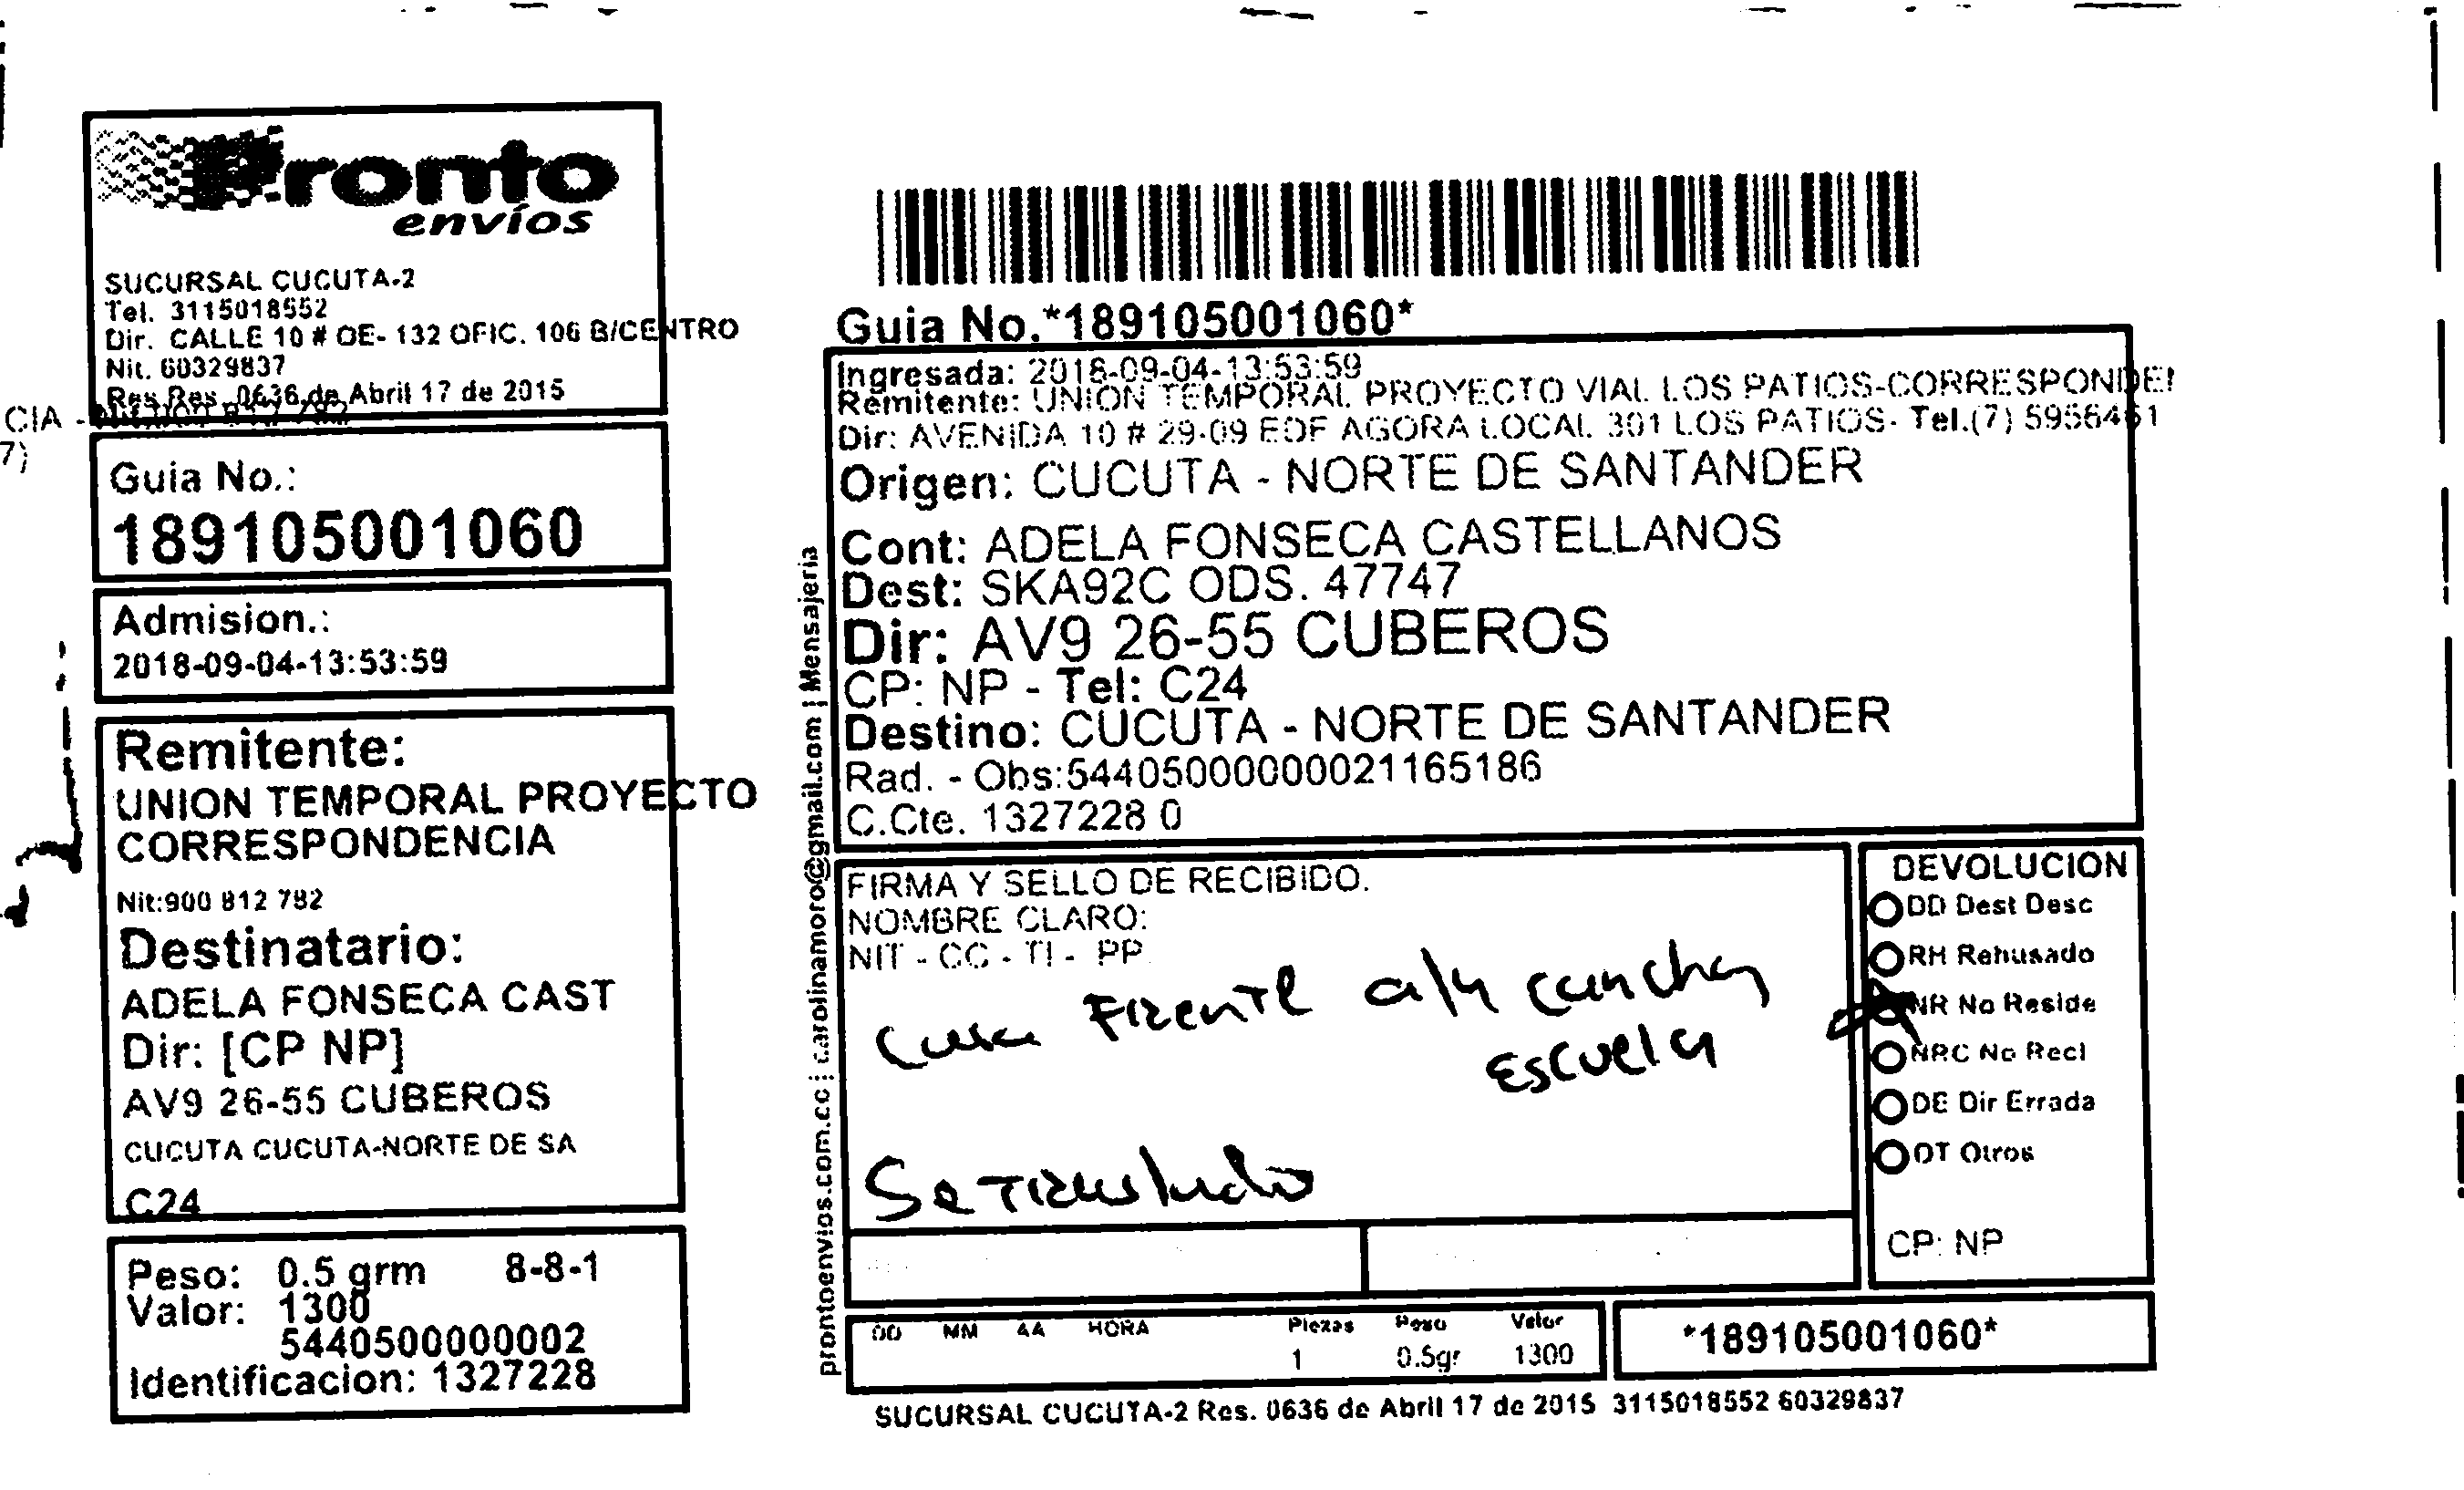 Pronto
envíos
SUCURSAL CUCUTA-2
Tel. 3115018552
Dir. CALLE 10 # OE- 132 OFIC. 106 B/CENTRO
Nit. 60329837
Res Res. 0636 de Abril 17 de 2015
CIA -
7)
Guia No.:
189105001060
Admision.:
2018-09-04-13:53:59
Remitente:
UNION TEMPORAL PROYECTO
CORRESPONDENCIA
Nit:900 812 782
Destinatario:
ADELA FONSECA CAST
Dir: [CP NP]
AV9 26-55 CUBEROS
CUCUTA CUCUTA-NORTE DE SA
C24
Peso: 0.5 grm 8-8-1
Valor: 1300
5440500000002
Identificacion: 1327228
prontoenvios.com.co | carolinamoro@gmail.com | Mensajeria
Guia No.*189105001060*
Ingresada: 2018-09-04-13:53:59
Remitente: UNION TEMPORAL PROYECTO VIAL LOS PATIOS-CORRESPONDE
Dir: AVENIDA 10 # 29-09 EDF AGORA LOCAL 301 LOS PATIOS- Tel.(7) 5956461
Origen: CUCUTA - NORTE DE SANTANDER
Cont: ADELA FONSECA CASTELLANOS
Dest: SKA92C ODS. 47747
Dir: AV9 26-55 CUBEROS
CP: NP - Tel: C24
Destino: CUCUTA - NORTE DE SANTANDER
Rad. - Obs:544050000000021165186
C.Cte. 1327228 0
FIRMA Y SELLO DE RECIBIDO.
NOMBRE CLARO:
NIT - CC - TI - PP
Casa Frente a la cancha
Escuela
Se Traslado
DEVOLUCION
DD Dest Desc
RH Rehusado
NR No Reside
NRC No Recl
DE Dir Errada
OT Otros
CP: NP
DD MM AA HORA Piezas Peso Valor
1 0.5gr 1300
*189105001060*
SUCURSAL CUCUTA-2 Res. 0636 de Abril 17 de 2015 3115018552 60329837